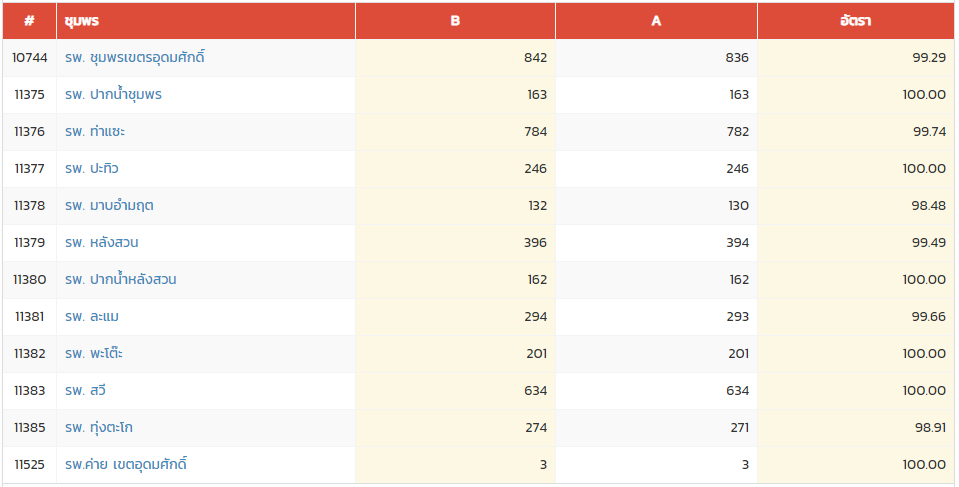 # ชุมพร B A อัตรา
10744 รพ. ชุมพรเขตรอุดมศักดิ์ 842 836 99.29
11375 รพ. ปากน้ำชุมพร 163 163 100.00
11376 รพ. ท่าแซะ 784 782 99.74
11377 รพ. ปะทิว 246 246 100.00
11378 รพ. มาบอำมฤต 132 130 98.48
11379 รพ. หลังสวน 396 394 99.49
11380 รพ. ปากน้ำหลังสวน 162 162 100.00
11381 รพ. ละแม 294 293 99.66
11382 รพ. พะโต๊ะ 201 201 100.00
11383 รพ. สวี 634 634 100.00
11385 รพ. ทุ่งตะโก 274 271 98.91
11525 รพ.ค่าย เขตอุดมศักดิ์ 3 3 100.00